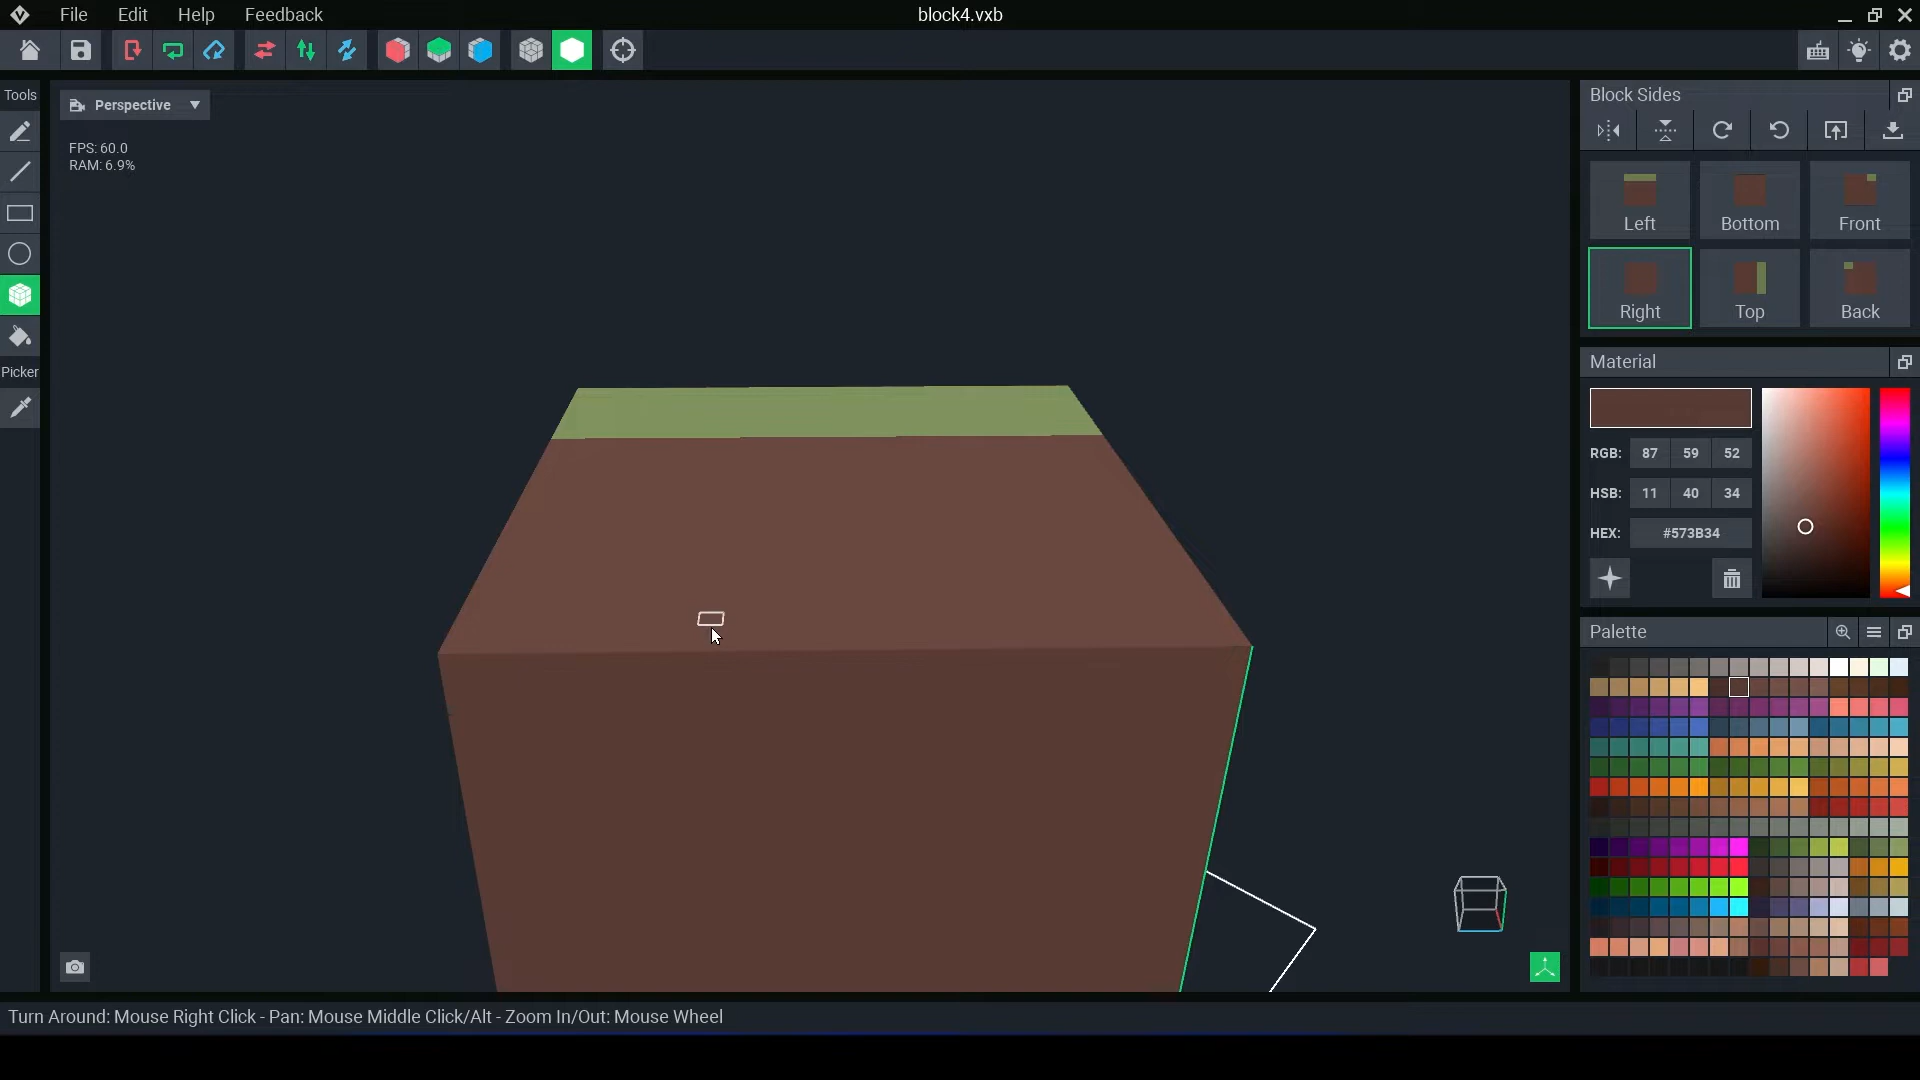 File Edit Help Feedback block4.vxb
Tools
Perspective
FPS: 60.0
RAM: 6.9%
Picker
Block Sides
Left Bottom Front
Right Top Back
Material
RGB: 87 59 52
HSB: 11 40 34
HEX: #573B34
Palette
Turn Around: Mouse Right Click - Pan: Mouse Middle Click/Alt - Zoom In/Out: Mouse Wheel